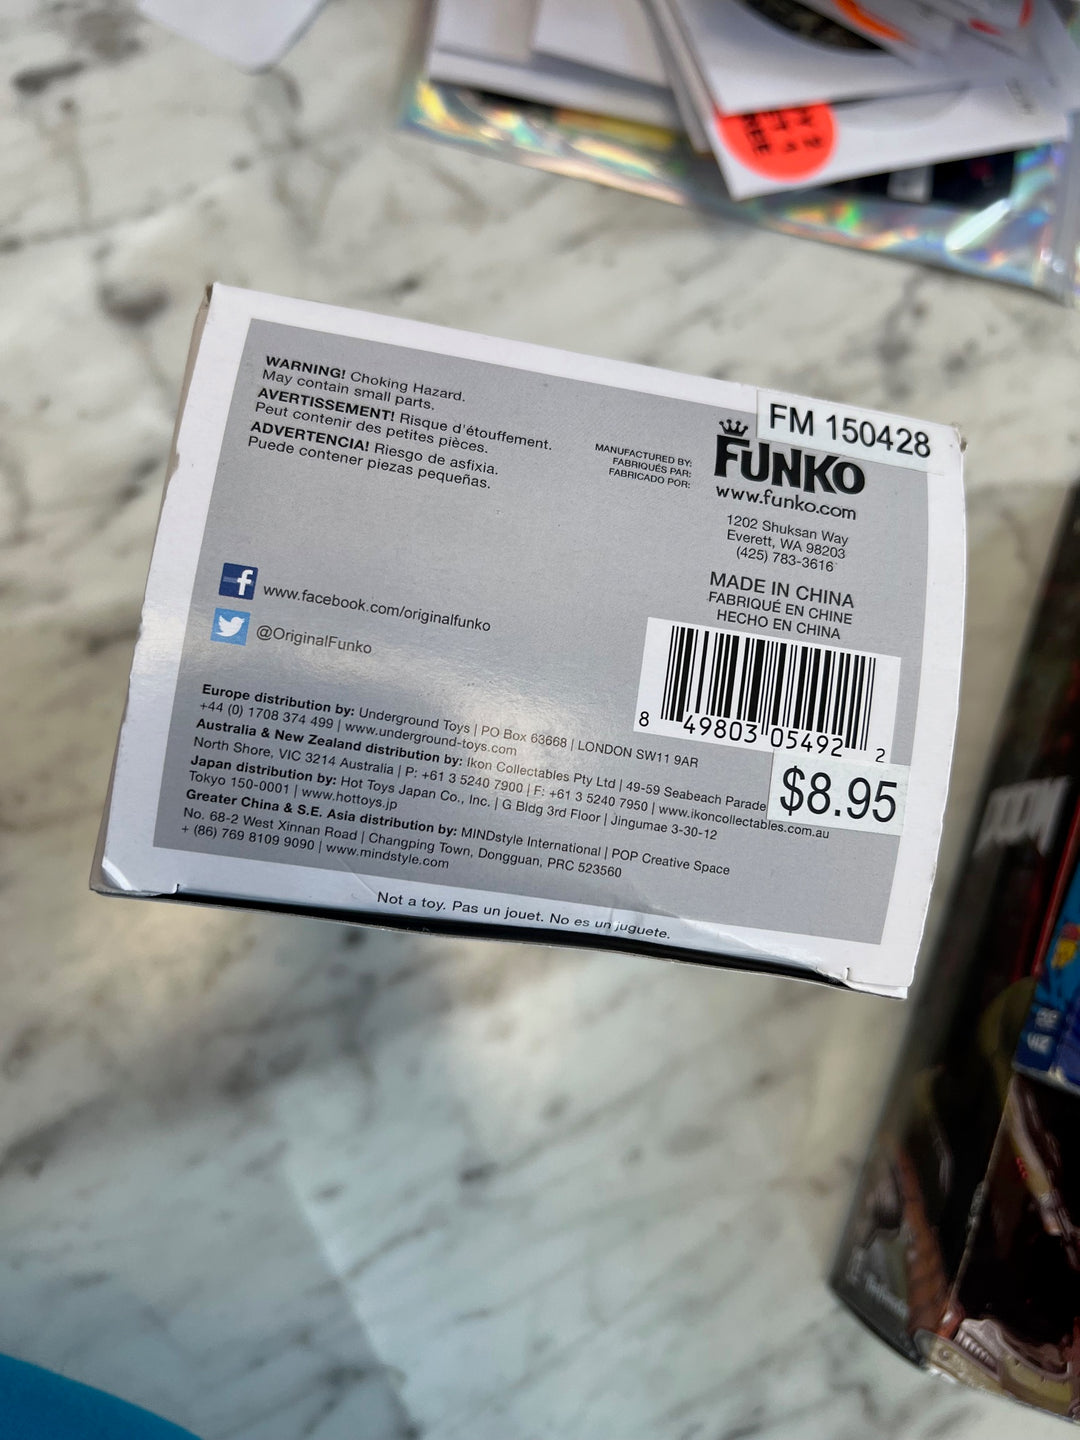 WARNING! Choking Hazard.
May contain small parts.
AVERTISSEMENT! Risque d'étouffement.
Peut contenir des petites pièces.
ADVERTENCIA! Riesgo de asfixia.
Puede contener piezas pequeñas.
www.facebook.com/originalfunko
@OriginalFunko
FM 150428
MANUFACTURED BY:
FABRIQUÉS PAR:
FABRICADO POR:
FUNKO
www.funko.com
1202 Shuksan Way
Everett, WA 98203
(425) 783-3616
MADE IN CHINA
FABRIQUÉ EN CHINE
HECHO EN CHINA
8 49803 05492 2
$8.95
Europe distribution by: Underground Toys | PO Box 63668 | LONDON SW11 9AR
+44 (0) 1708 374 499 | www.underground-toys.com
Australia & New Zealand distribution by: Ikon Collectables Pty Ltd | 49-59 Seabeach Parade
North Shore, VIC 3214 Australia | P: +61 3 5240 7900 | F: +61 3 5240 7950 | www.ikoncollectables.com.au
Japan distribution by: Hot Toys Japan Co., Inc. | G Bldg 3rd Floor | Jingumae 3-30-12
Tokyo 150-0001 | www.hottoys.jp
Greater China & S.E. Asia distribution by: MINDstyle International | POP Creative Space
No. 68-2 West Xinnan Road | Changping Town, Dongguan, PRC 523560
+ (86) 769 8109 9090 | www.mindstyle.com
Not a toy. Pas un jouet. No es un juguete.
DOOM